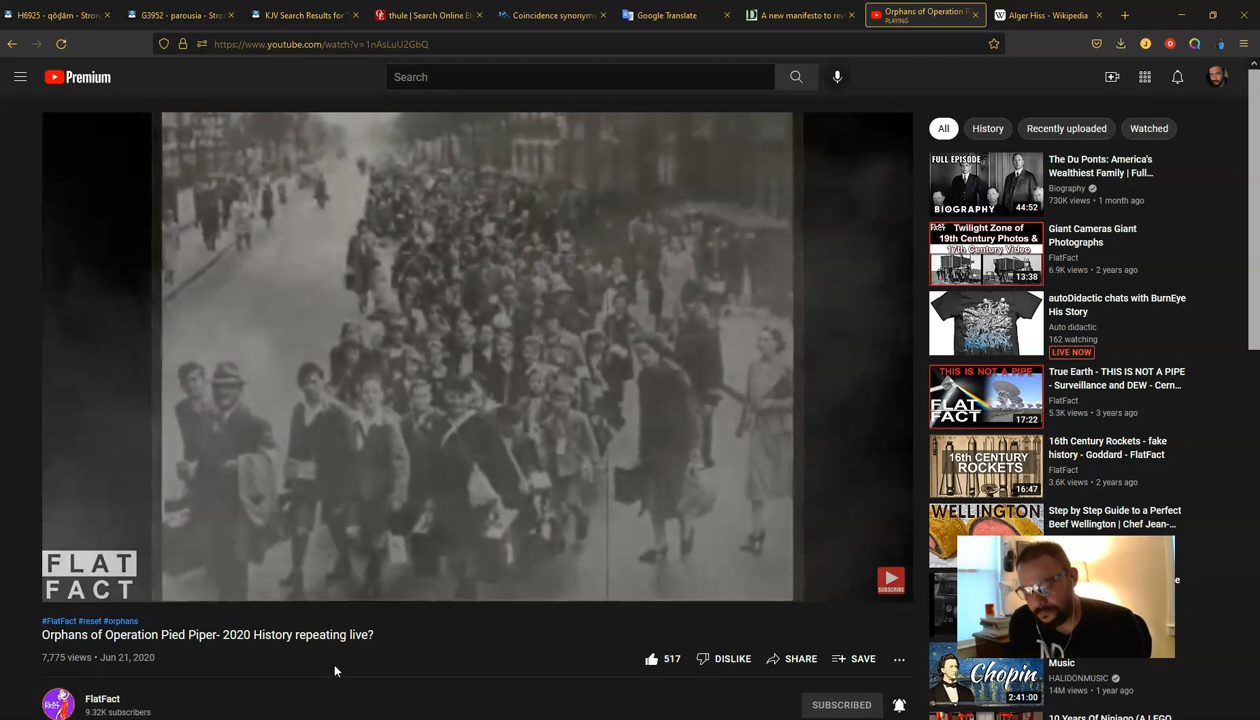 H6925 - qōḏām - Stron
G3952 - parousia - Stron
KJV Search Results for "
thule | Search Online Et
Coincidence synonyms,
Google Translate
A new manifesto to rev
Orphans of Operation P
PLAYING
Alger Hiss - Wikipedia
https://www.youtube.com/watch?v=1nAsLuU2GbQ
Premium
Search
All
History
Recently uploaded
Watched
FULL EPISODE
BIOGRAPHY
44:52
The Du Ponts: America's
Wealthiest Family | Full...
Biography
730K views • 1 month ago
Twilight Zone of
19th Century Photos &
17th Century Video
13:38
Giant Cameras Giant
Photographs
FlatFact
6.9K views • 2 years ago
autoDidactic chats with BurnEye
His Story
Auto didactic
162 watching
LIVE NOW
THIS IS NOT A PIPE
FLAT
FACT
17:22
True Earth - THIS IS NOT A PIPE
- Surveillance and DEW - Cern...
FlatFact
5.3K views • 3 years ago
16TH CENTURY
ROCKETS
16:47
16th Century Rockets - fake
history - Goddard - FlatFact
FlatFact
3.6K views • 2 years ago
WELLINGTON
Step by Step Guide to a Perfect
Beef Wellington | Chef Jean-...
Chopin
2:41:00
Music
HALIDONMUSIC
14M views • 1 year ago
10 Years Of Ninjago (A LEGO
FLAT
FACT
SUBSCRIBE
#FlatFact #reset #orphans
Orphans of Operation Pied Piper- 2020 History repeating live?
7,775 views • Jun 21, 2020
517
DISLIKE
SHARE
SAVE
FlatFact
9.32K subscribers
SUBSCRIBED